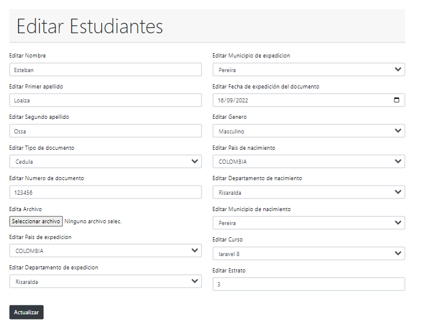 Editar Estudiantes
Editar Nombre
Esteban
Editar Primer apellido
Loaiza
Editar Segundo apellido
Ossa
Editar Tipo de documento
Cedula
Editar Numero de documento
123456
Edita Archivo
Seleccionar archivo Ninguno archivo selec.
Editar Pais de expedicion
COLOMBIA
Editar Departamento de expedicion
Risaralda
Editar Municipio de expedicion
Pereira
Editar Fecha de expedición del documento
16/09/2022
Editar Genero
Masculino
Editar Pais de nacimiento
COLOMBIA
Editar Departamento de nacimiento
Risaralda
Editar Municipio de nacimiento
Pereira
Editar Curso
laravel 8
Editar Estrato
3
Actualizar